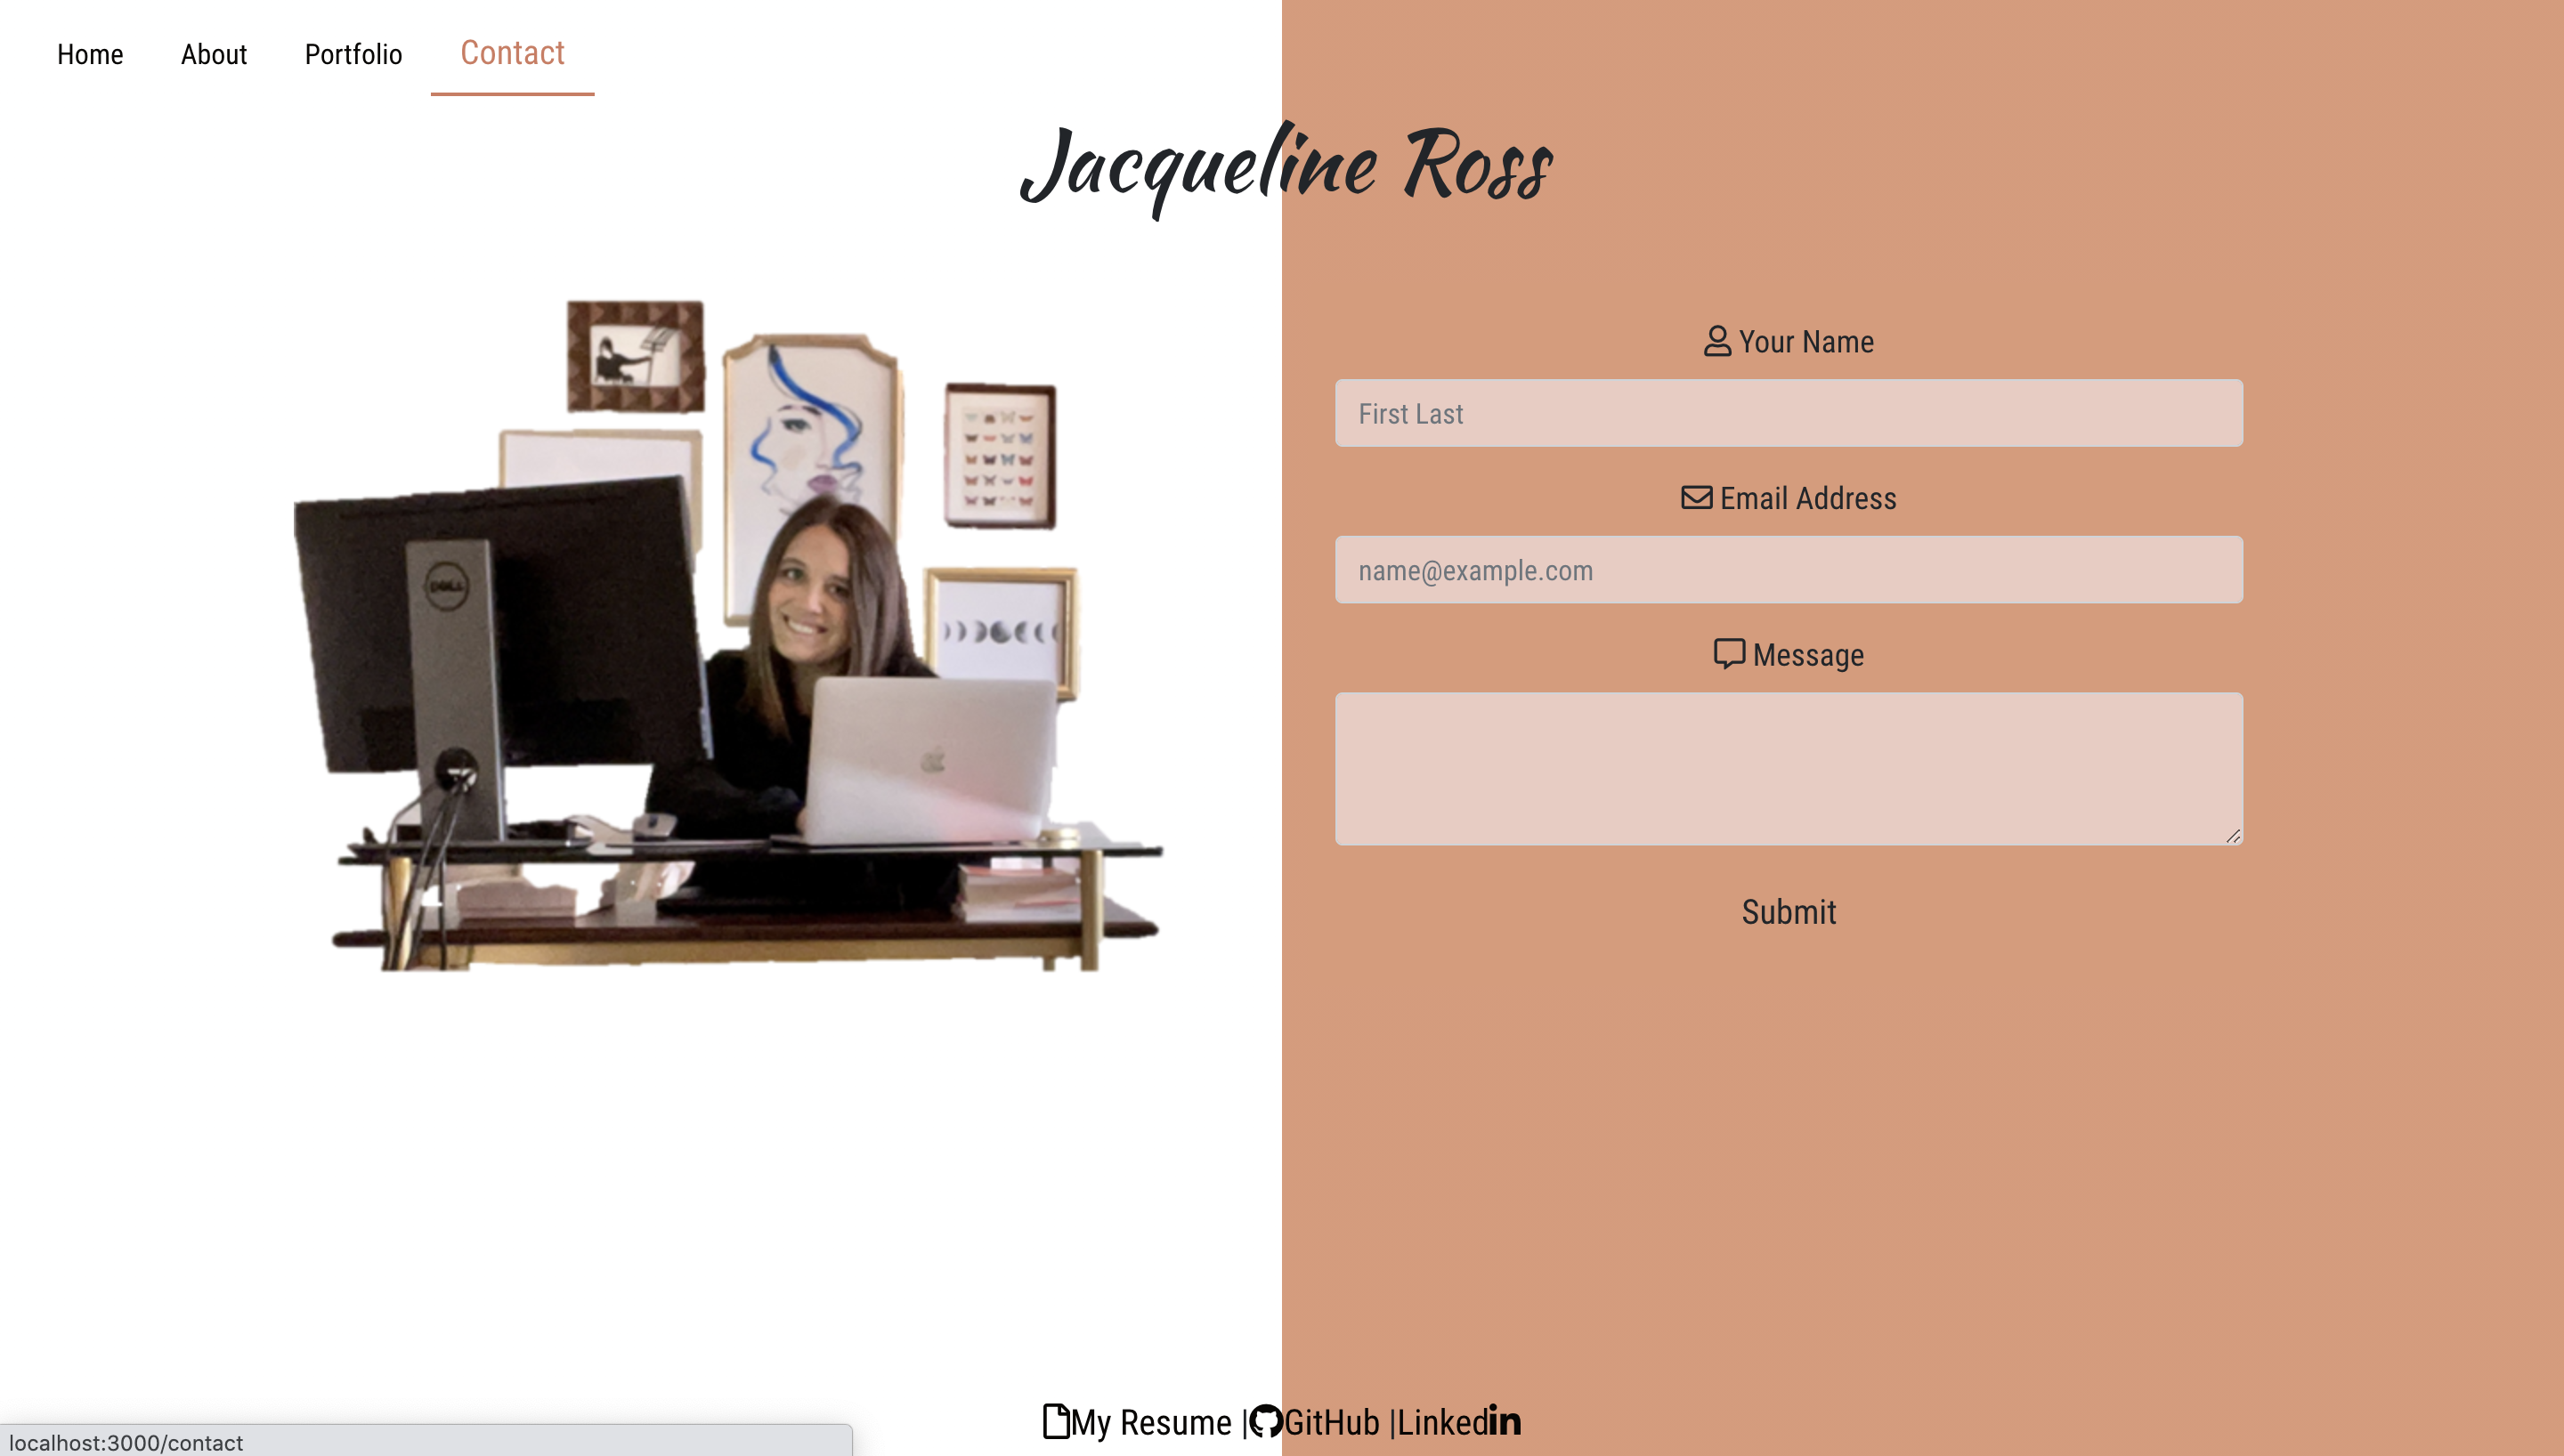 Home About Portfolio Contact
Jacqueline Ross
DELL
Your Name
First Last
Email Address
name@example.com
Message
Submit
My Resume | GitHub | Linkedin
localhost:3000/contact